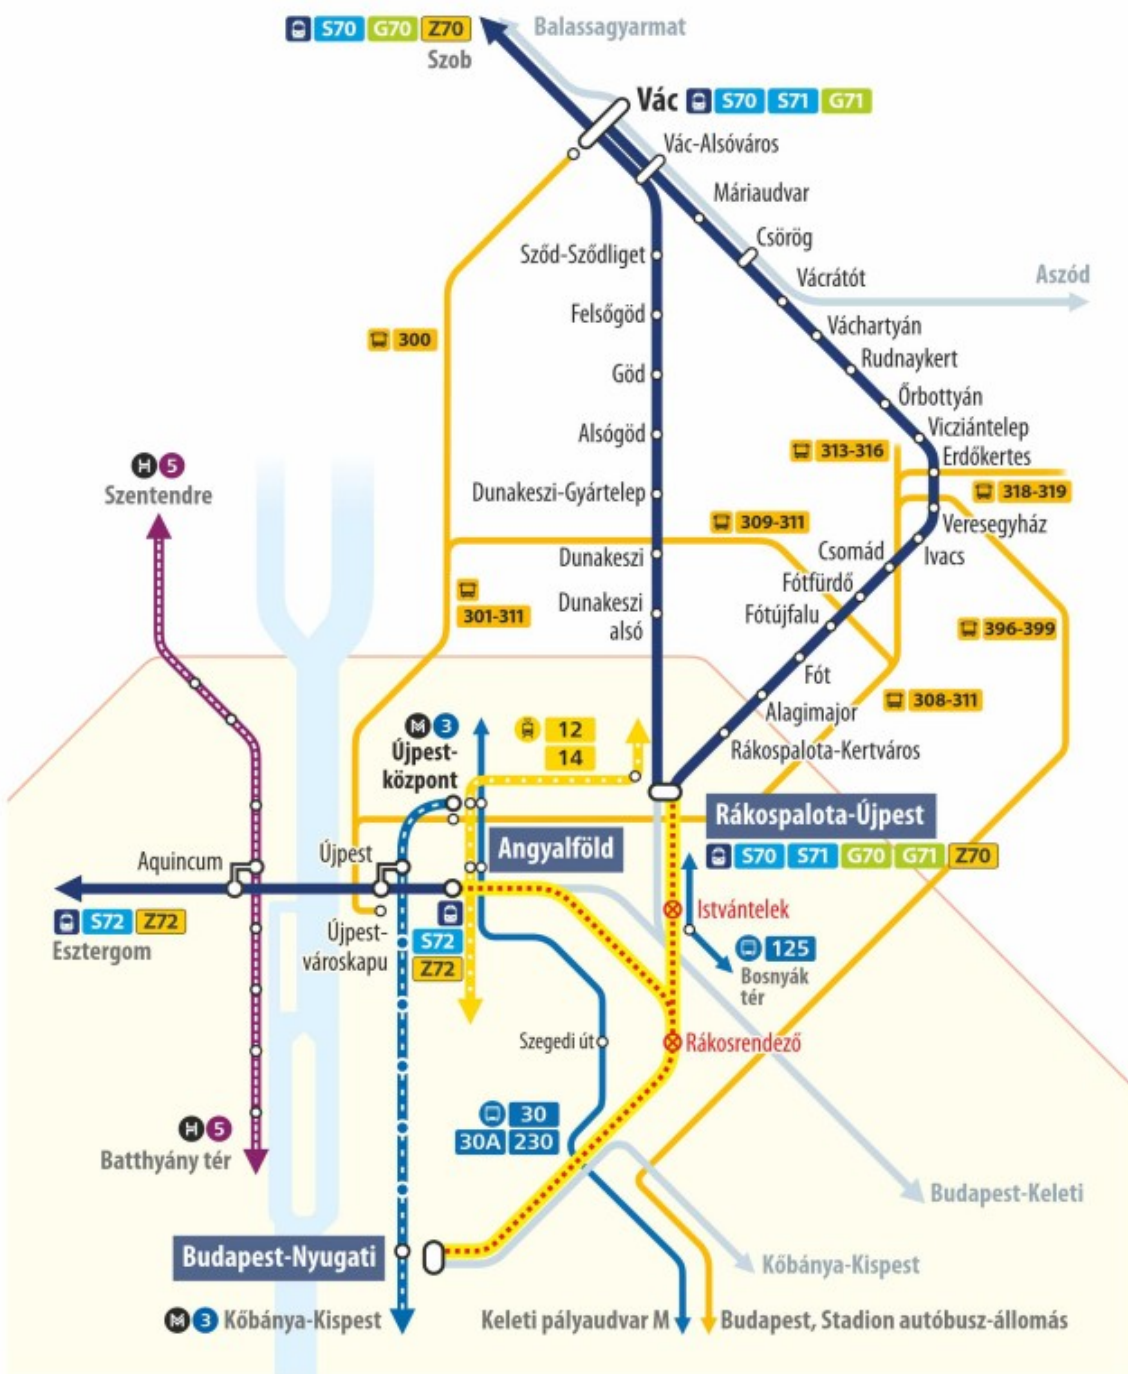 S70 G70 Z70
Szob
Balassagyarmat
Vác S70 S71 G71
Vác-Alsóváros
Máriaudvar
Csörög
Sződ-Sződliget
Vácrátót
Aszód
Felsőgöd
Váchartyán
300
Rudnaykert
Göd
Őrbottyán
Alsógöd
Vicziántelep
313-316
Erdőkertes
H 5
Szentendre
Dunakeszi-Gyártelep
318-319
309-311
Veresegyház
Csomád
Ivacs
Dunakeszi
Fótfürdő
301-311
Dunakeszi
alsó
Fótújfalu
396-399
Fót
308-311
Alagimajor
M 3
Újpest-
központ
12
14
Rákospalota-Kertváros
Rákospalota-Újpest
S70 S71 G70 G71 Z70
Angyalföld
Aquincum
Újpest
S72 Z72
Esztergom
Újpest-
városkapu
S72
Z72
Istvántelek
125
Bosnyák
tér
Szegedi út
Rákosrendező
30
30A 230
H 5
Batthyány tér
Budapest-Keleti
Budapest-Nyugati
Kőbánya-Kispest
M 3 Kőbánya-Kispest
Keleti pályaudvar M
Budapest, Stadion autóbusz-állomás